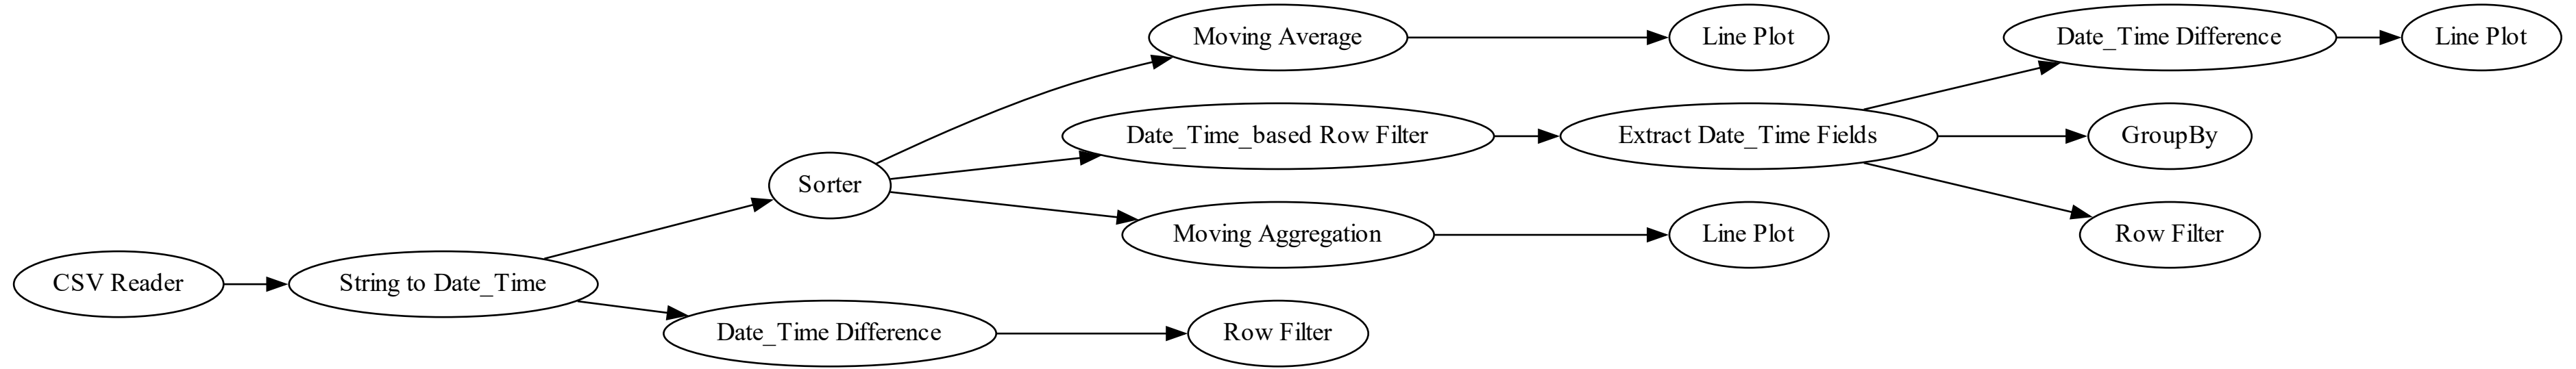 Moving Average
Line Plot
Date_Time Difference
Line Plot
Date_Time_based Row Filter
Extract Date_Time Fields
GroupBy
Sorter
Moving Aggregation
Line Plot
Row Filter
CSV Reader
String to Date_Time
Date_Time Difference
Row Filter